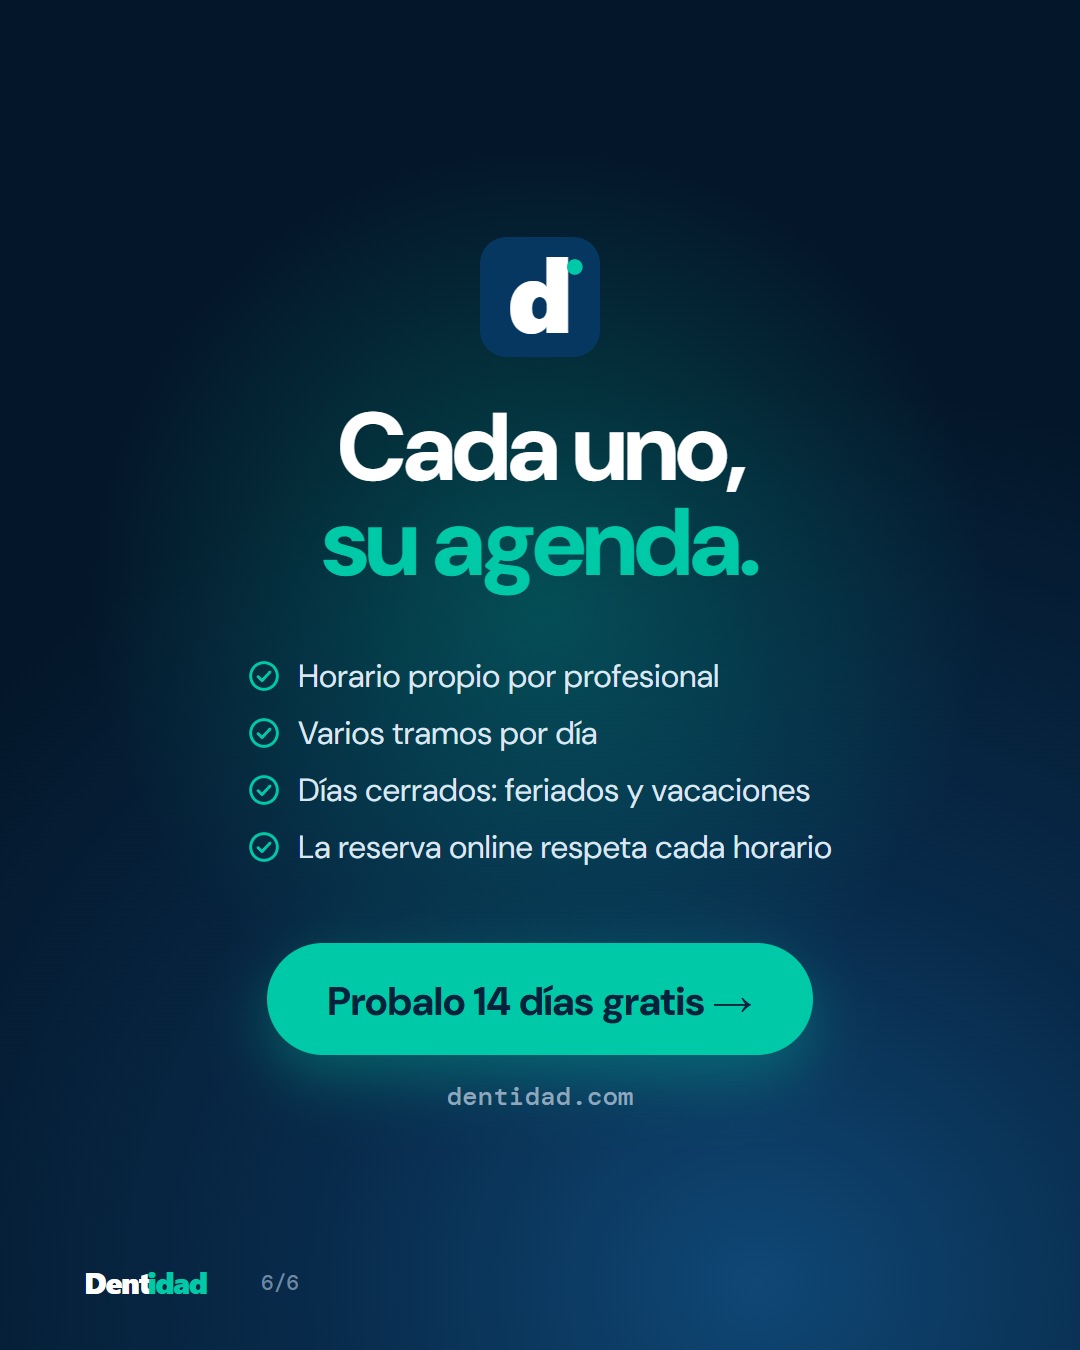 d
Cada uno,
su agenda.
Horario propio por profesional
Varios tramos por día
Días cerrados: feriados y vacaciones
La reserva online respeta cada horario
Probalo 14 días gratis →
dentidad.com
Dentidad 6/6